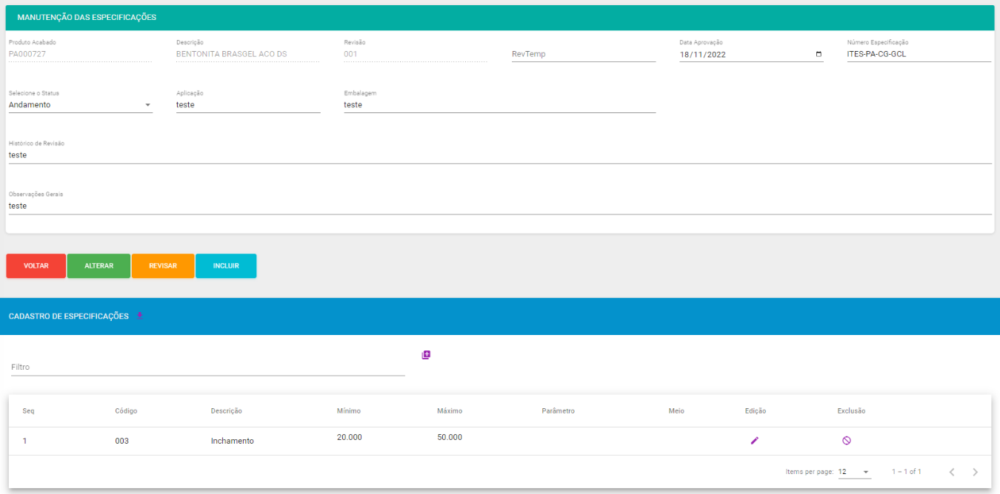 MANUTENÇÃO DAS ESPECIFICAÇÕES
Produto Acabado Descrição Revisão Data Aprovação Número Especificação
PA000727 BENTONITA BRASGEL ACO DS 001 RevTemp 18/11/2022 ITES-PA-CG-GCL
Selecione o Status Aplicação Embalagem
Andamento teste teste
Histórico de Revisão
teste
Observações Gerais
teste
VOLTAR ALTERAR REVISAR INCLUIR
CADASTRO DE ESPECIFICAÇÕES
Filtro
Seq Código Descrição Mínimo Máximo Parâmetro Meio Edição Exclusão
1 003 Inchamento 20.000 50.000
Items per page: 12 1 – 1 of 1